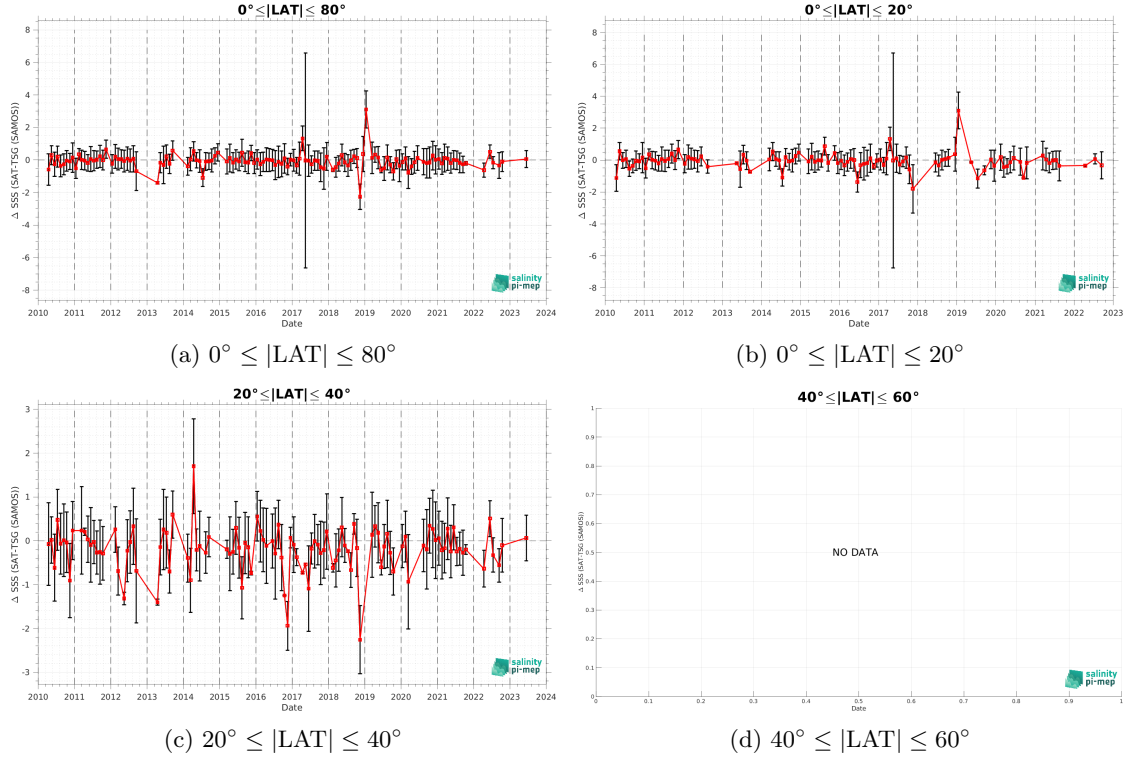 0°≤|LAT|≤ 80°
Δ SSS (SAT-TSG (SAMOS))
8
6
4
2
0
-2
-4
-6
-8
2010 2011 2012 2013 2014 2015 2016 2017 2018 2019 2020 2021 2022 2023 2024
Date
salinity
pi-mep
(a) 0° ≤ |LAT| ≤ 80°
0°≤|LAT|≤ 20°
Δ SSS (SAT-TSG (SAMOS))
8
6
4
2
0
-2
-4
-6
-8
2010 2011 2012 2013 2014 2015 2016 2017 2018 2019 2020 2021 2022 2023
Date
salinity
pi-mep
(b) 0° ≤ |LAT| ≤ 20°
20°≤|LAT|≤ 40°
Δ SSS (SAT-TSG (SAMOS))
3
2
1
0
-1
-2
-3
2010 2011 2012 2013 2014 2015 2016 2017 2018 2019 2020 2021 2022 2023 2024
Date
salinity
pi-mep
(c) 20° ≤ |LAT| ≤ 40°
40°≤|LAT|≤ 60°
Δ SSS (SAT-TSG (SAMOS))
1
0.9
0.8
0.7
0.6
0.5
0.4
0.3
0.2
0.1
0
NO DATA
0 0.1 0.2 0.3 0.4 0.5 0.6 0.7 0.8 0.9 1
Date
salinity
pi-mep
(d) 40° ≤ |LAT| ≤ 60°